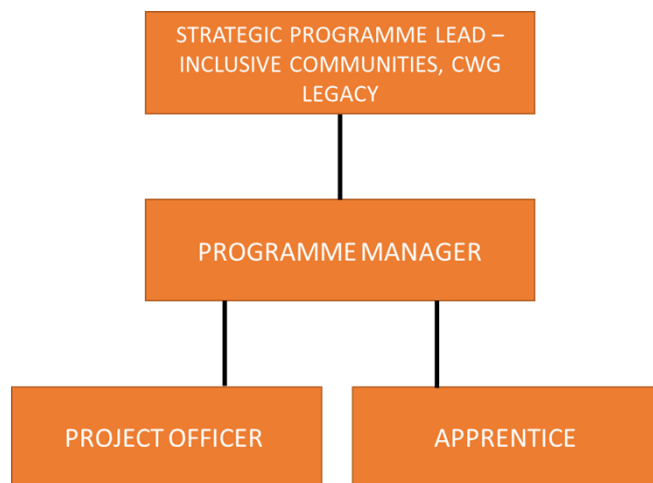 STRATEGIC PROGRAMME LEAD –
INCLUSIVE COMMUNITIES, CWG
LEGACY
PROGRAMME MANAGER
PROJECT OFFICER
APPRENTICE